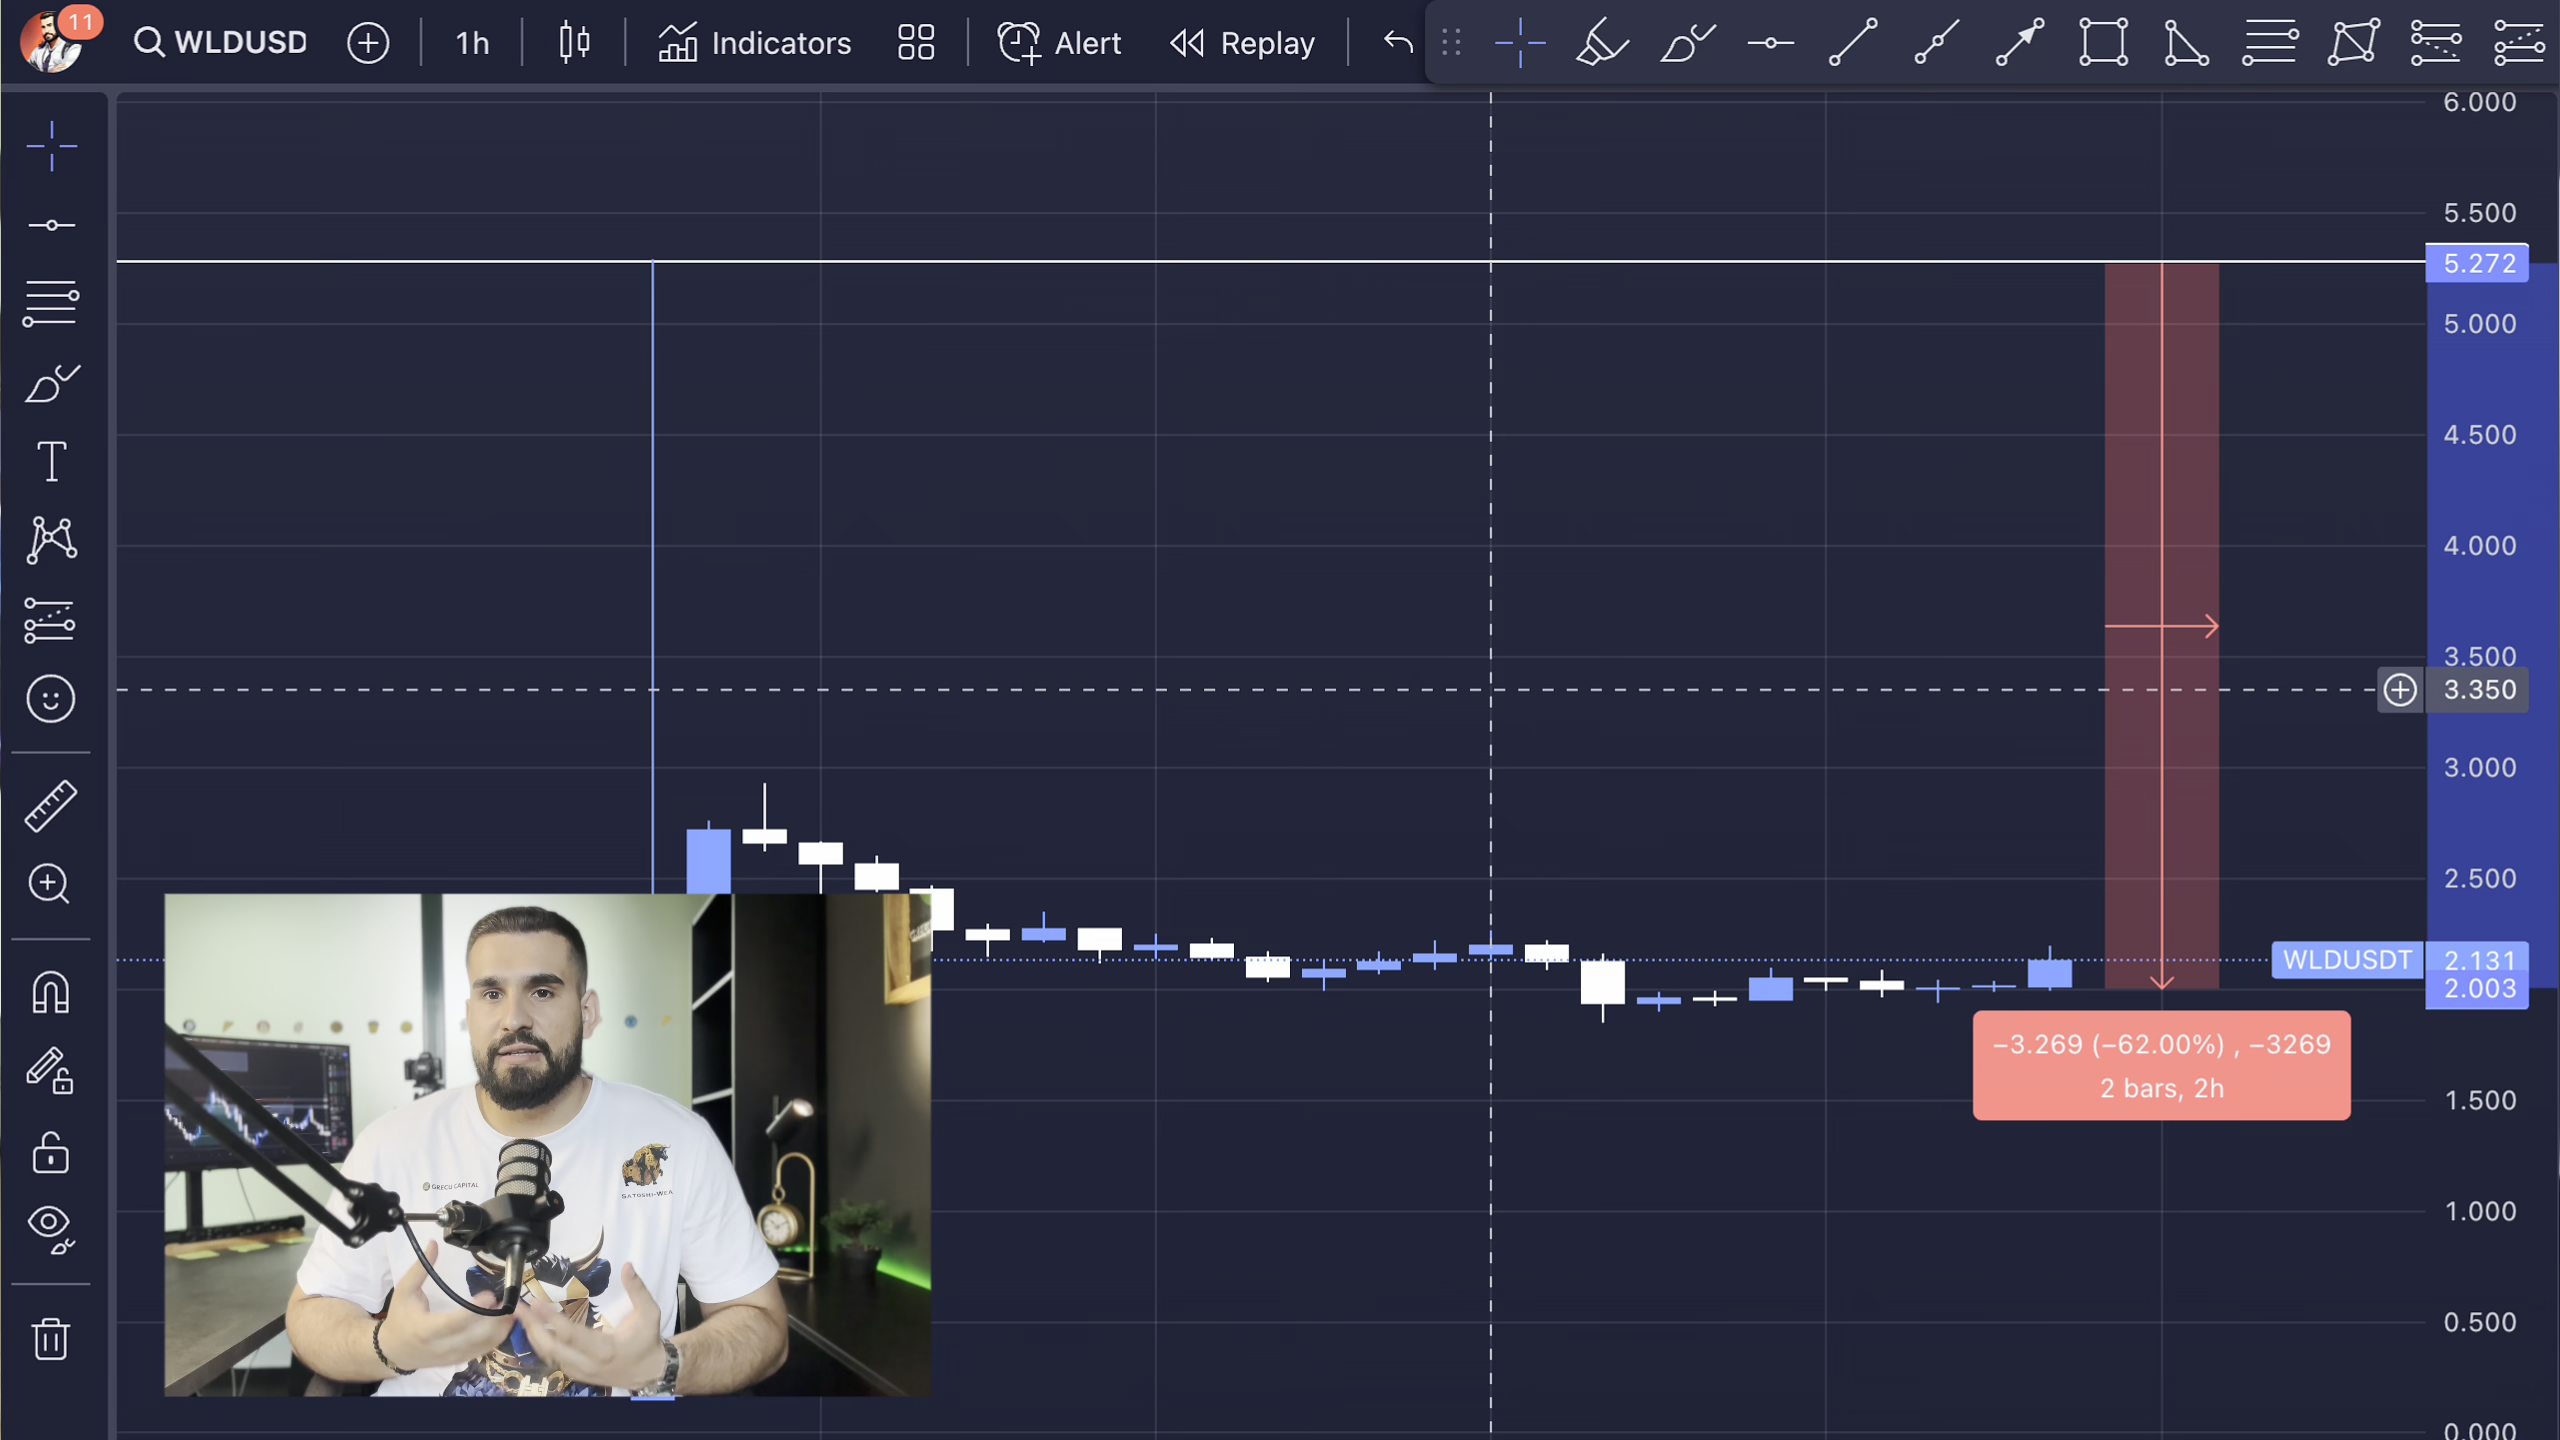 11
WLDUSD
1h
Indicators
Alert
Replay
6.000
5.500
5.272
5.000
4.500
4.000
3.500
3.350
3.000
2.500
WLDUSDT
2.131
2.003
−3.269 (−62.00%) , −3269
2 bars, 2h
1.500
1.000
0.500
0.000
GRECU CAPITAL